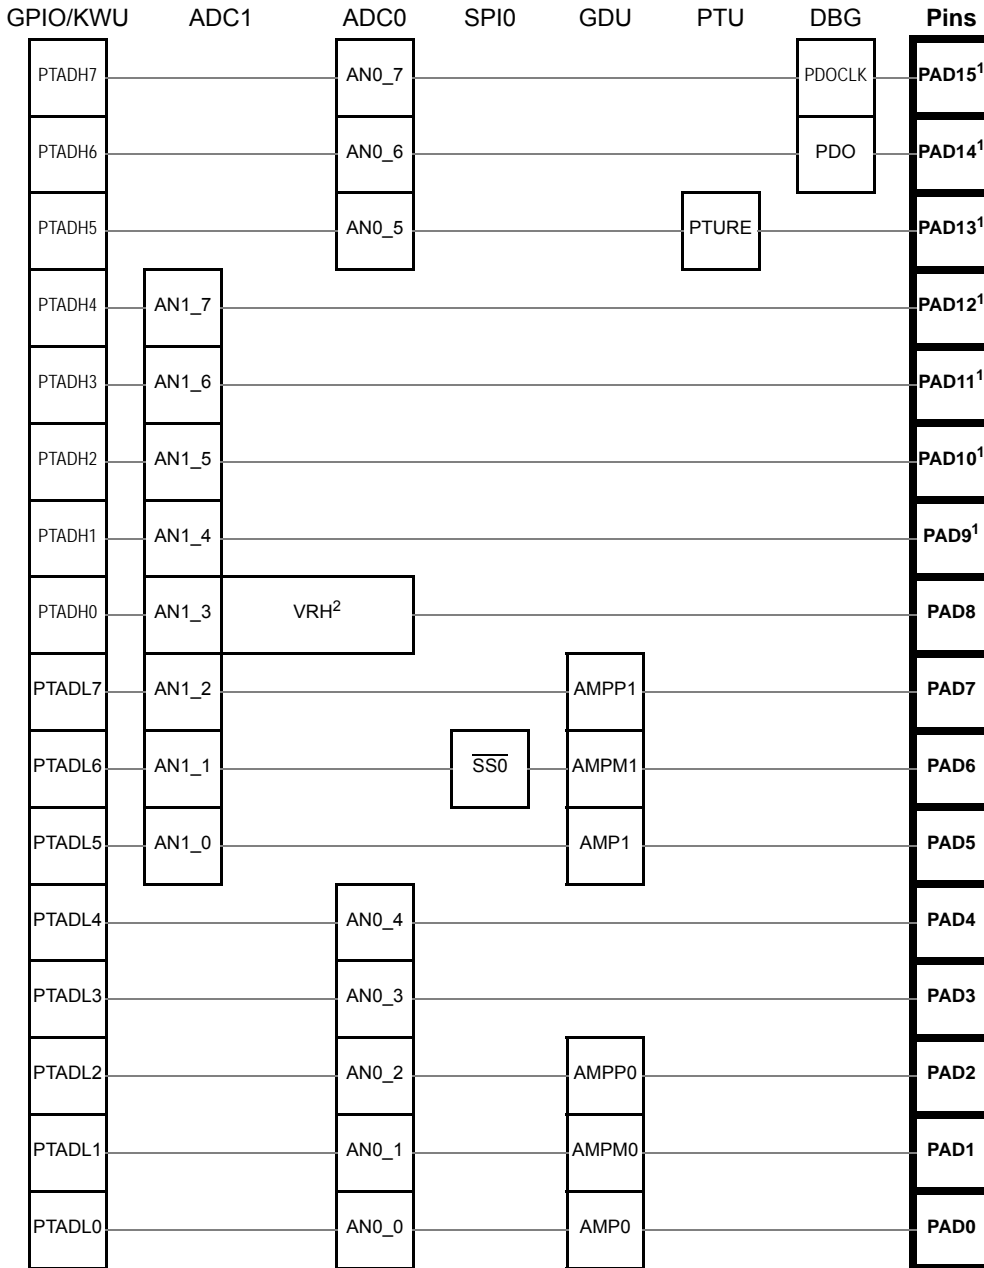 GPIO/KWU ADC1 ADC0 SPI0 GDU PTU DBG Pins
PTADH7 AN0_7 PDOCLK PAD15¹
PTADH6 AN0_6 PDO PAD14¹
PTADH5 AN0_5 PTURE PAD13¹
PTADH4 AN1_7 PAD12¹
PTADH3 AN1_6 PAD11¹
PTADH2 AN1_5 PAD10¹
PTADH1 AN1_4 PAD9¹
PTADH0 AN1_3 VRH² PAD8
PTADL7 AN1_2 AMPP1 PAD7
PTADL6 AN1_1 S̅S̅0̅ AMPM1 PAD6
PTADL5 AN1_0 AMP1 PAD5
PTADL4 AN0_4 PAD4
PTADL3 AN0_3 PAD3
PTADL2 AN0_2 AMPP0 PAD2
PTADL1 AN0_1 AMPM0 PAD1
PTADL0 AN0_0 AMP0 PAD0